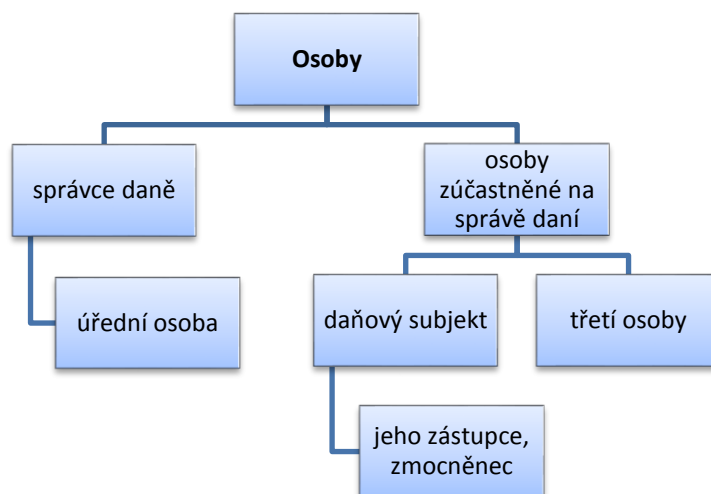 Osoby
správce daně
osoby
zúčastněné na
správě daní
úřední osoba
daňový subjekt
třetí osoby
jeho zástupce,
zmocněnec